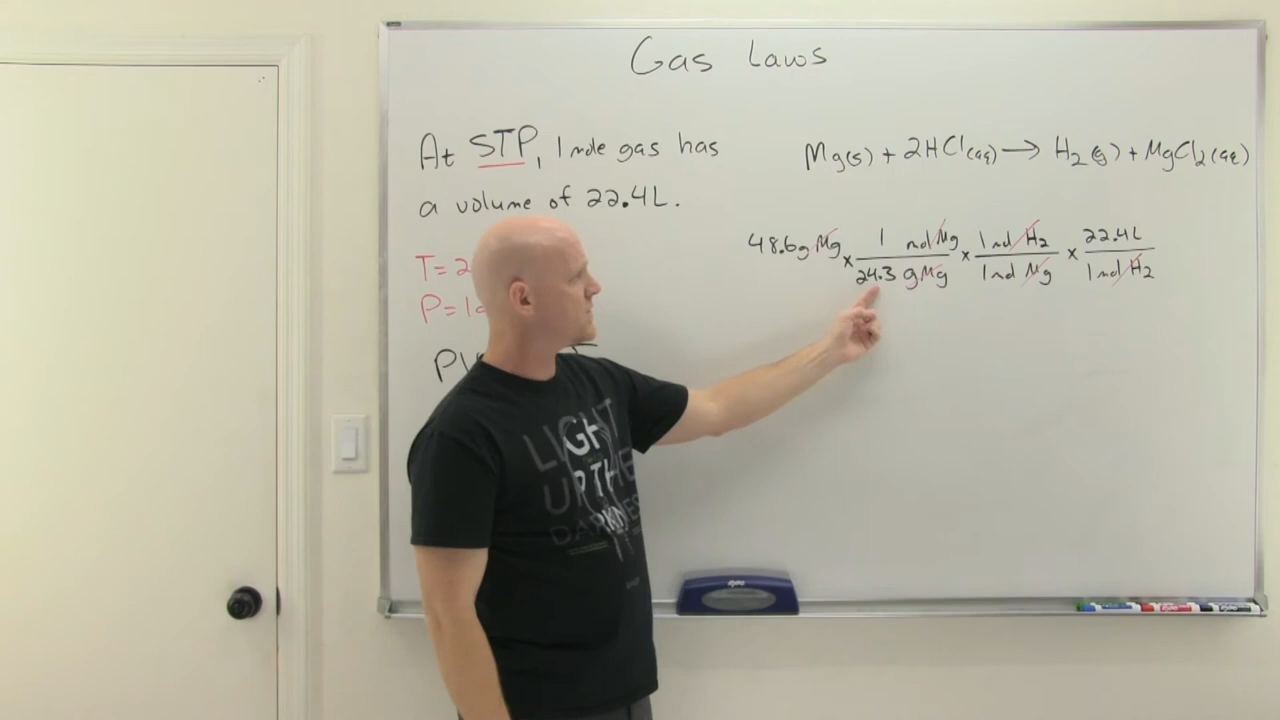 Gas Laws
At STP, 1 mole gas has
a volume of 22.4L.
T=2
P=1
Mg(s) + 2HCl(aq) → H₂(g) + MgCl₂(aq)
48.6g Mg × 1 mol Mg / 24.3 g Mg × 1 mol H₂ / 1 mol Mg × 22.4L / 1 mol H₂
LIGHT
UP THE
DARKNESS
expo